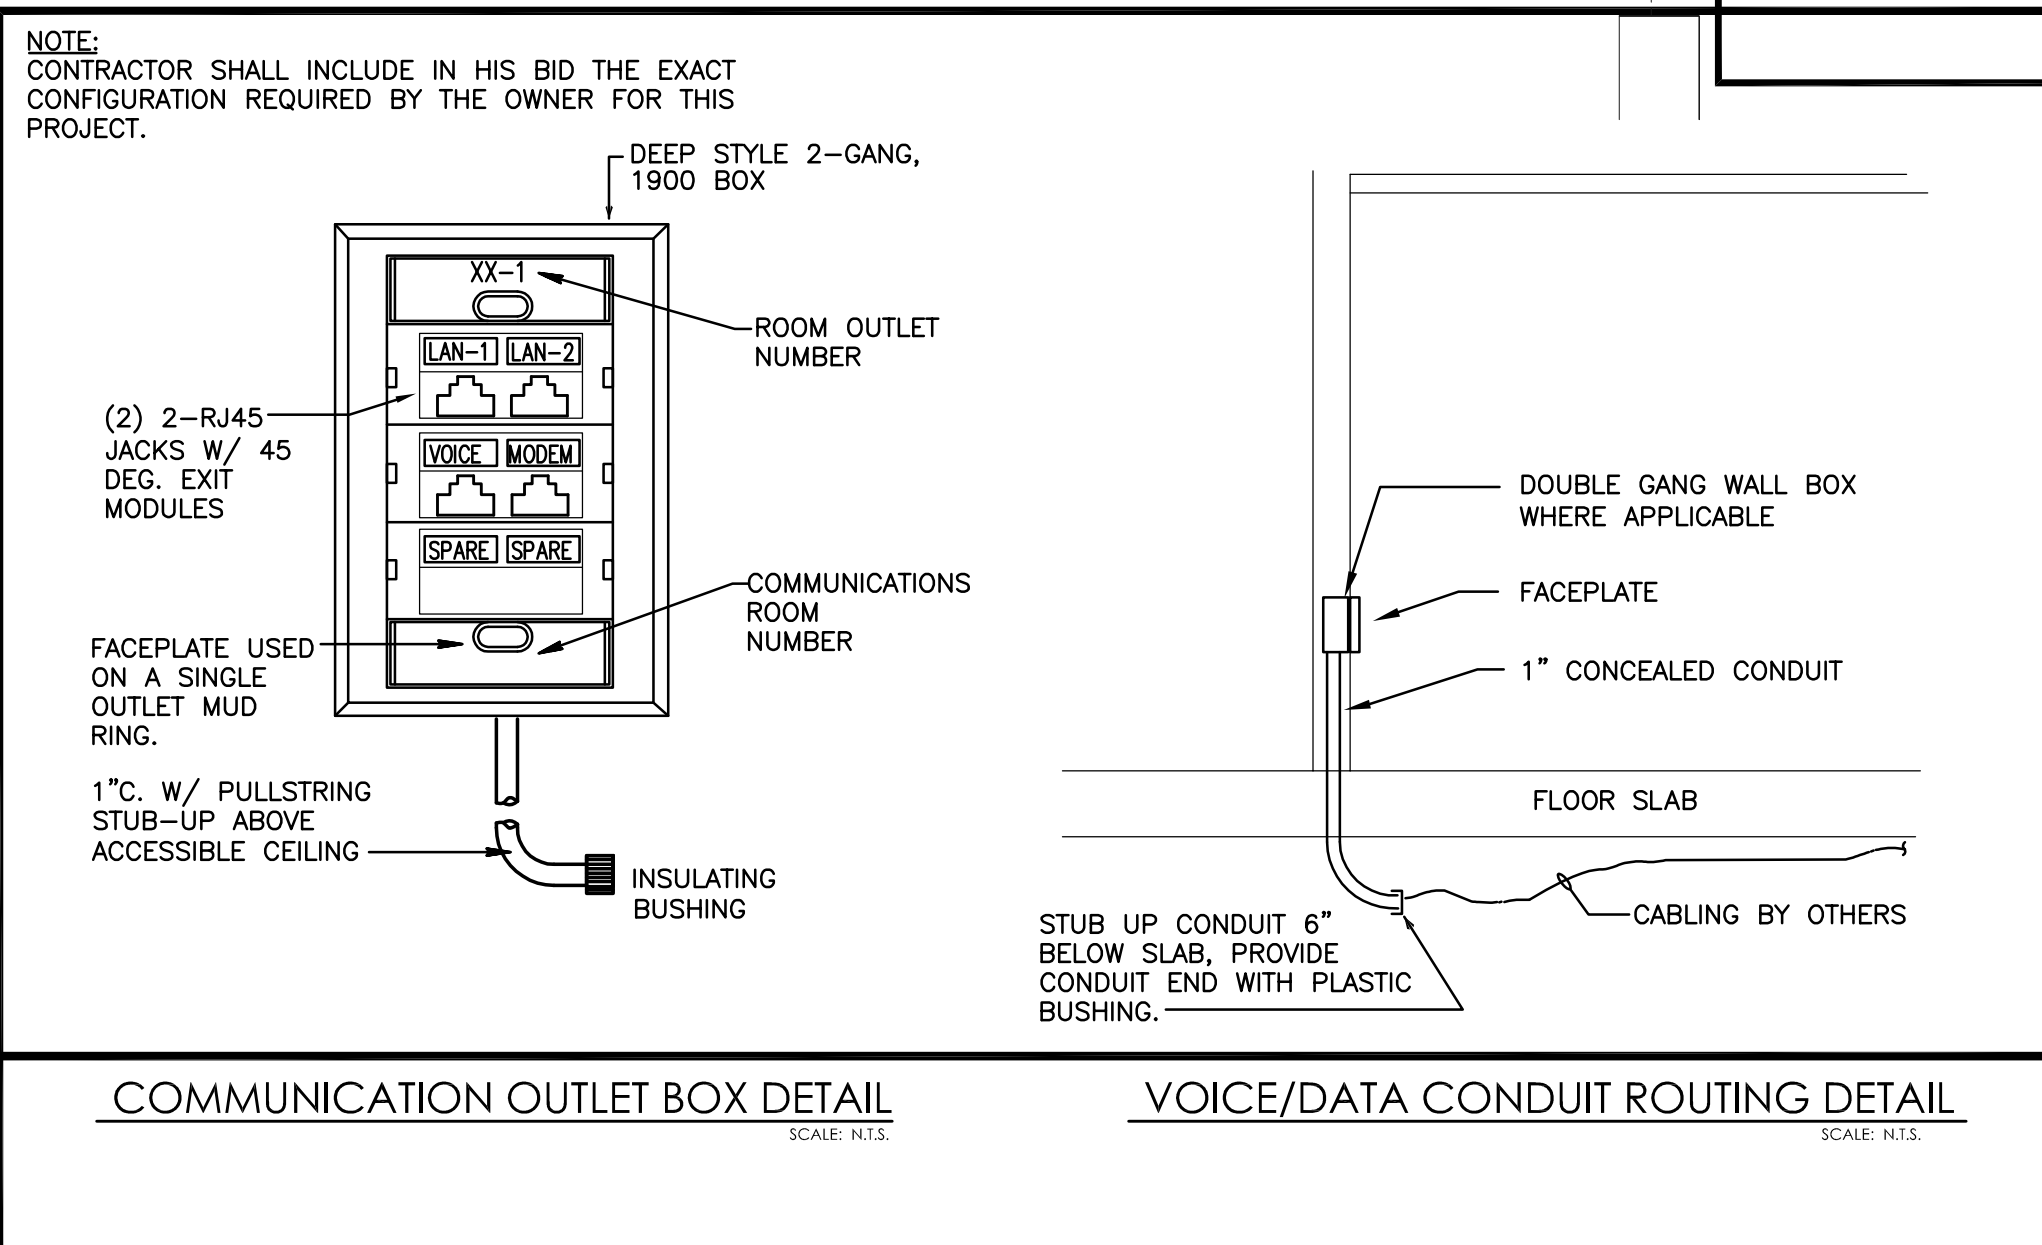 NOTE:
CONTRACTOR SHALL INCLUDE IN HIS BID THE EXACT
CONFIGURATION REQUIRED BY THE OWNER FOR THIS
PROJECT.
DEEP STYLE 2-GANG,
1900 BOX
XX-1
ROOM OUTLET
NUMBER
LAN-1 LAN-2
(2) 2-RJ45
JACKS W/ 45
DEG. EXIT
MODULES
VOICE MODEM
SPARE SPARE
COMMUNICATIONS
ROOM
NUMBER
FACEPLATE USED
ON A SINGLE
OUTLET MUD
RING.
1"C. W/ PULLSTRING
STUB-UP ABOVE
ACCESSIBLE CEILING
INSULATING
BUSHING
DOUBLE GANG WALL BOX
WHERE APPLICABLE
FACEPLATE
1" CONCEALED CONDUIT
FLOOR SLAB
CABLING BY OTHERS
STUB UP CONDUIT 6"
BELOW SLAB, PROVIDE
CONDUIT END WITH PLASTIC
BUSHING.
COMMUNICATION OUTLET BOX DETAIL
SCALE: N.T.S.
VOICE/DATA CONDUIT ROUTING DETAIL
SCALE: N.T.S.